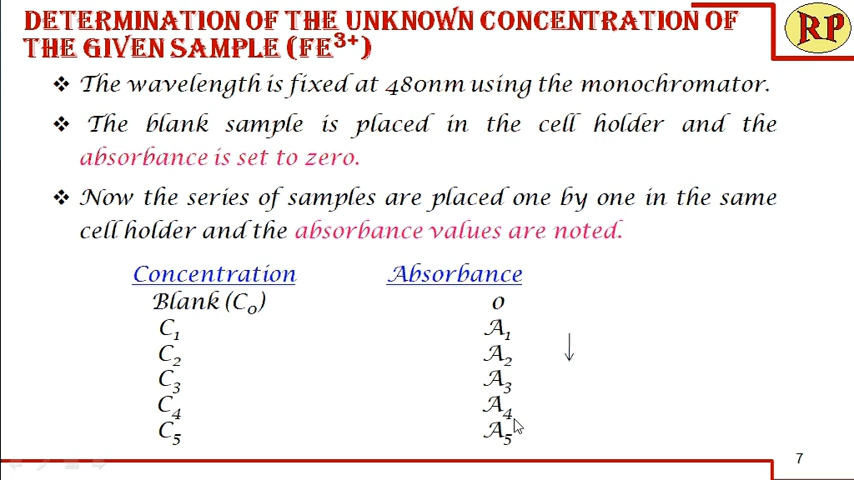 DETERMINATION OF THE UNKNOWN CONCENTRATION OF
THE GIVEN SAMPLE (FE³⁺)
RP
❖ The wavelength is fixed at 480nm using the monochromator.
❖ The blank sample is placed in the cell holder and the
absorbance is set to zero.
❖ Now the series of samples are placed one by one in the same
cell holder and the absorbance values are noted.
Concentration Absorbance
Blank (C₀) 0
C₁ A₁
C₂ A₂
C₃ A₃
C₄ A₄
C₅ A₅
7